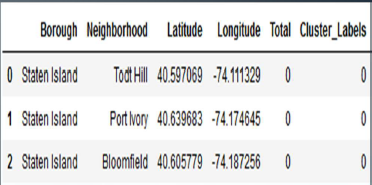 Borough Neighborhood Latitude Longitude Total Cluster_Labels
0 Staten Island Todt Hill 40.597069 -74.111329 0 0
1 Staten Island Port Ivory 40.639683 -74.174645 0 0
2 Staten Island Bloomfield 40.605779 -74.187256 0 0